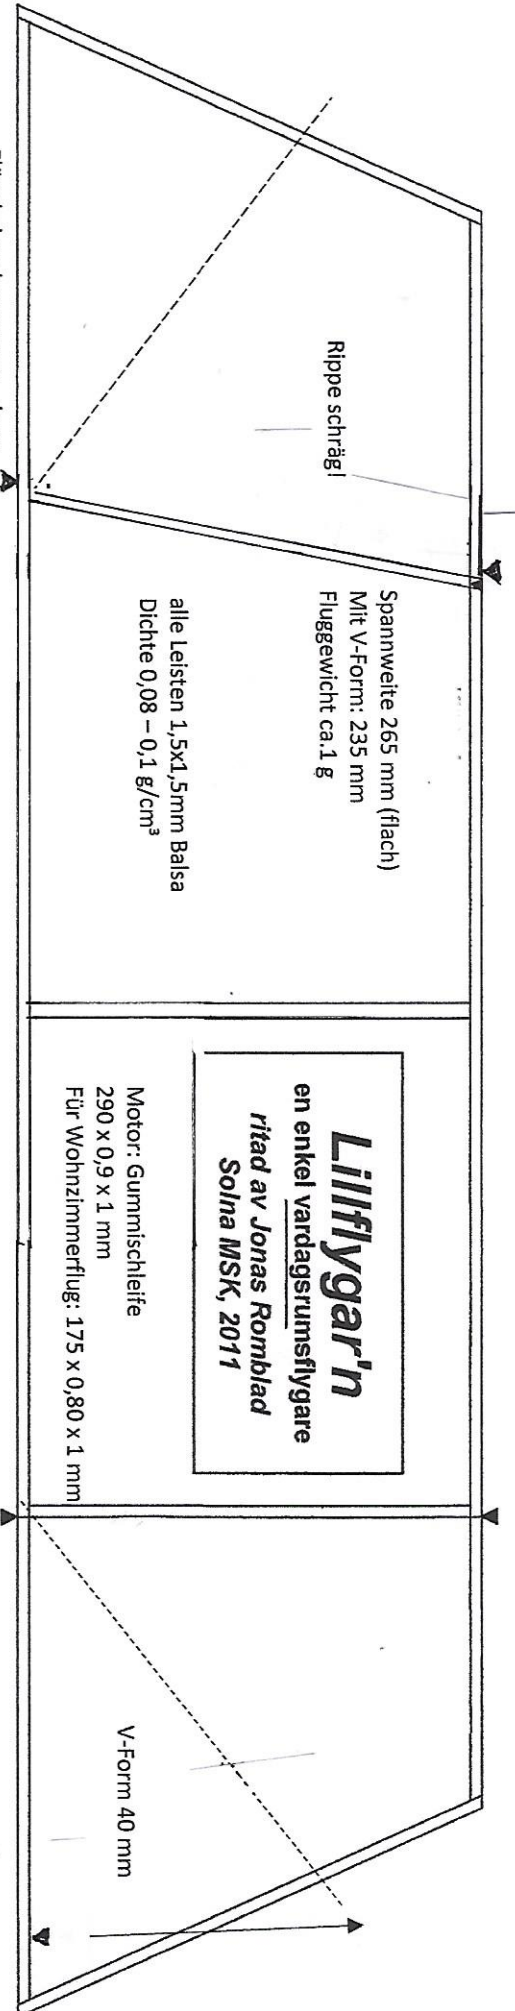 Rippe schräg!
Spannweite 265 mm (flach)
Mit V-Form: 235 mm
Fluggewicht ca.1 g
alle Leisten 1,5x1,5mm Balsa
Dichte 0,08 – 0,1 g/cm³
Lillflygar'n
en enkel vardagsrumsflygare
ritad av Jonas Romblad
Solna MSK, 2011
Motor: Gummischleife
290 x 0,9 x 1 mm
Für Wohnzimmerflug: 175 x 0,80 x 1 mm
V-Form 40 mm